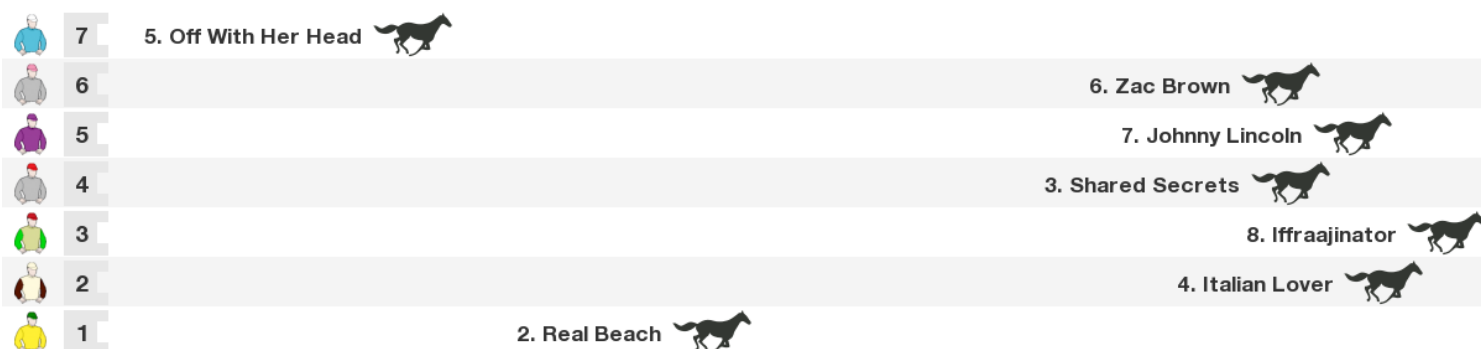 7 5. Off With Her Head
6 6. Zac Brown
5 7. Johnny Lincoln
4 3. Shared Secrets
3 8. Iffraajinator
2 4. Italian Lover
1 2. Real Beach